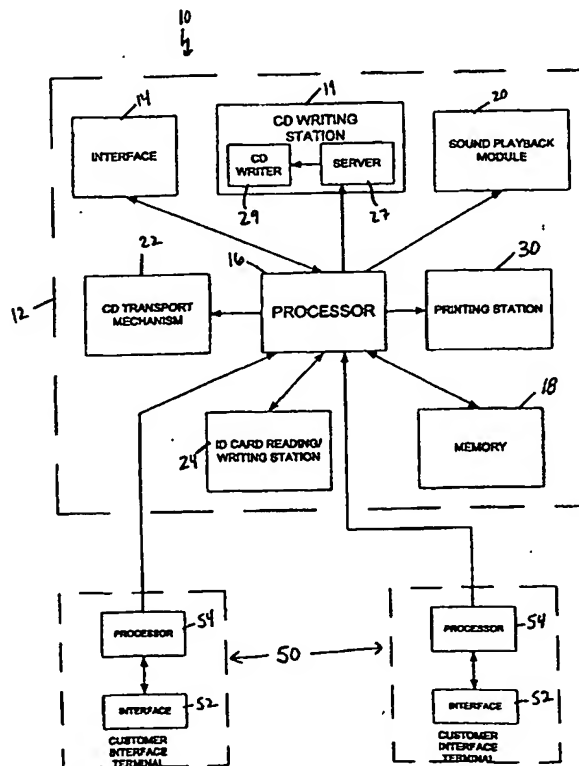 10
14
INTERFACE
19
CD WRITING
STATION
CD
WRITER
SERVER
29
27
20
SOUND PLAYBACK
MODULE
12
22
CD TRANSPORT
MECHANISM
16
PROCESSOR
30
PRINTING STATION
24
ID CARD READING/
WRITING STATION
18
MEMORY
PROCESSOR
54
INTERFACE
52
CUSTOMER
INTERFACE
TERMINAL
50
PROCESSOR
54
INTERFACE
52
CUSTOMER
INTERFACE
TERMINAL